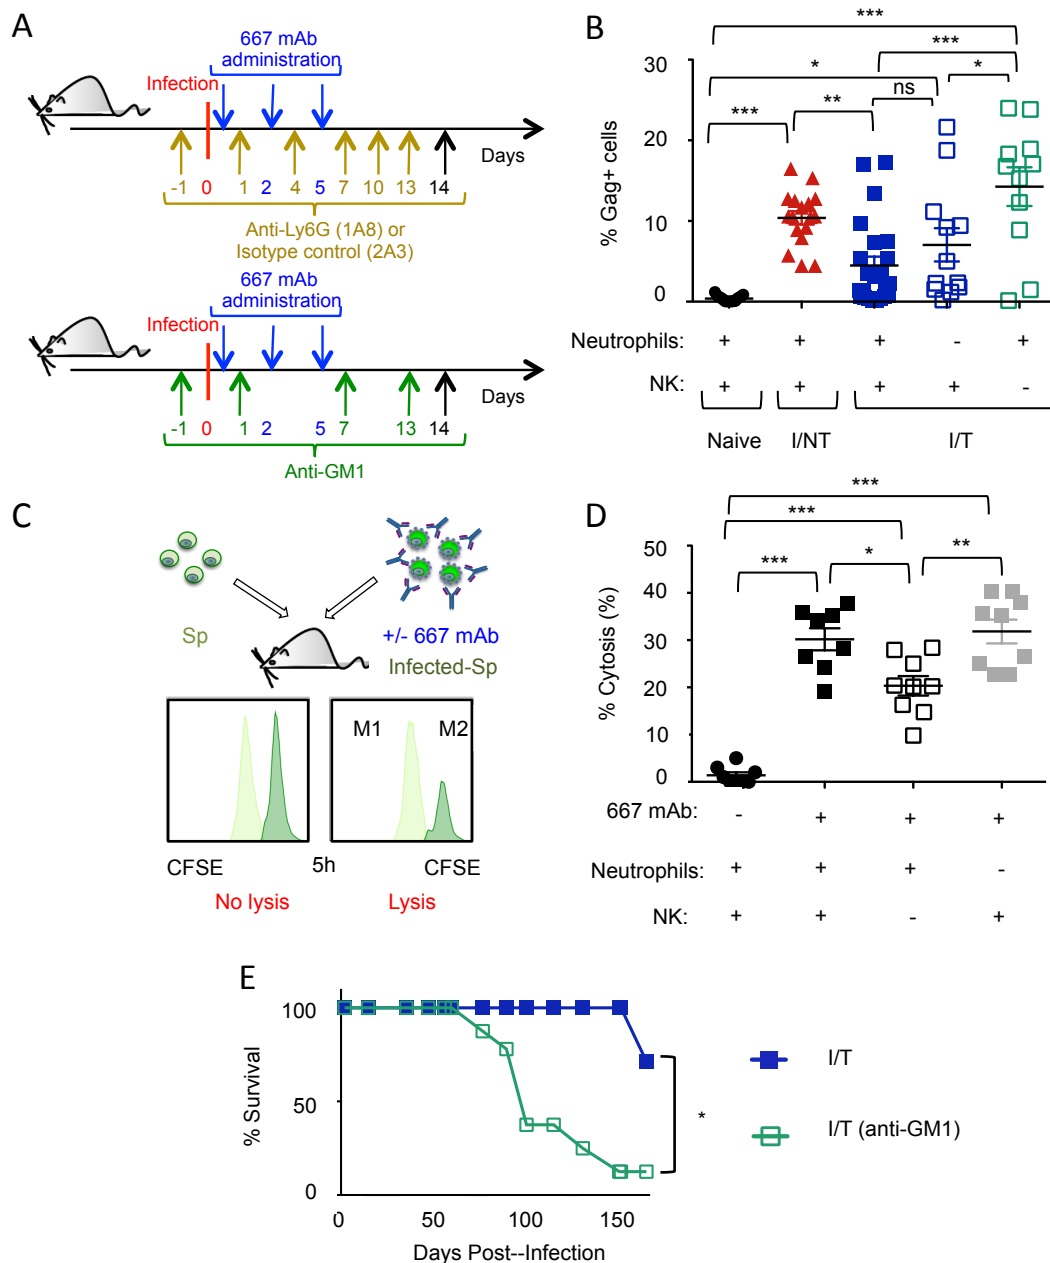 A
667 mAb
administration
Infection
Days
-1 0 1 2 4 5 7 10 13 14
Anti-Ly6G (1A8) or
Isotype control (2A3)
667 mAb
administration
Infection
Days
-1 0 1 2 5 7 13 14
Anti-GM1
B
***
***
* *
ns
*** **
30
20
10
0
% Gag+ cells
Neutrophils: + + + - +
NK: + + + + -
Naive I/NT I/T
C
Sp
+/- 667 mAb
Infected-Sp
M1 M2
CFSE 5h CFSE
No lysis Lysis
D
***
***
*** * **
50
40
30
20
10
0
% Cytosis (%)
667 mAb: - + + +
Neutrophils: + + + -
NK: + + - +
E
100
50
0
% Survival
0 50 100 150
Days Post--Infection
*
I/T
I/T (anti-GM1)